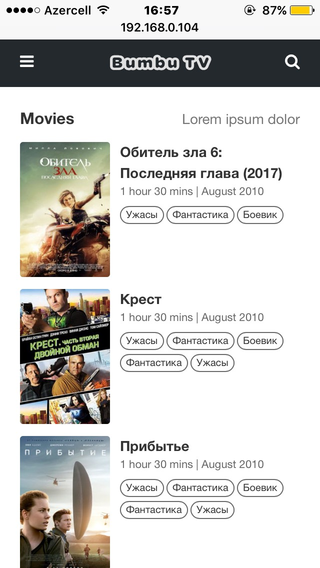 Azercell 16:57 87%
192.168.0.104
Bumbu TV
Movies Lorem ipsum dolor
Обитель зла 6:
Последняя глава (2017)
1 hour 30 mins | August 2010
Ужасы Фантастика Боевик
ОБИТЕЛЬ
ЗЛА
ПОСЛЕДНЯЯ ГЛАВА
Крест
1 hour 30 mins | August 2010
Ужасы Фантастика Боевик
Фантастика Ужасы
КРЕСТ. ЧАСТЬ ВТОРАЯ
ДВОЙНОЙ ОБМАН
Прибытье
1 hour 30 mins | August 2010
Ужасы Фантастика Боевик
Фантастика Ужасы
ПРИБЫТИЕ